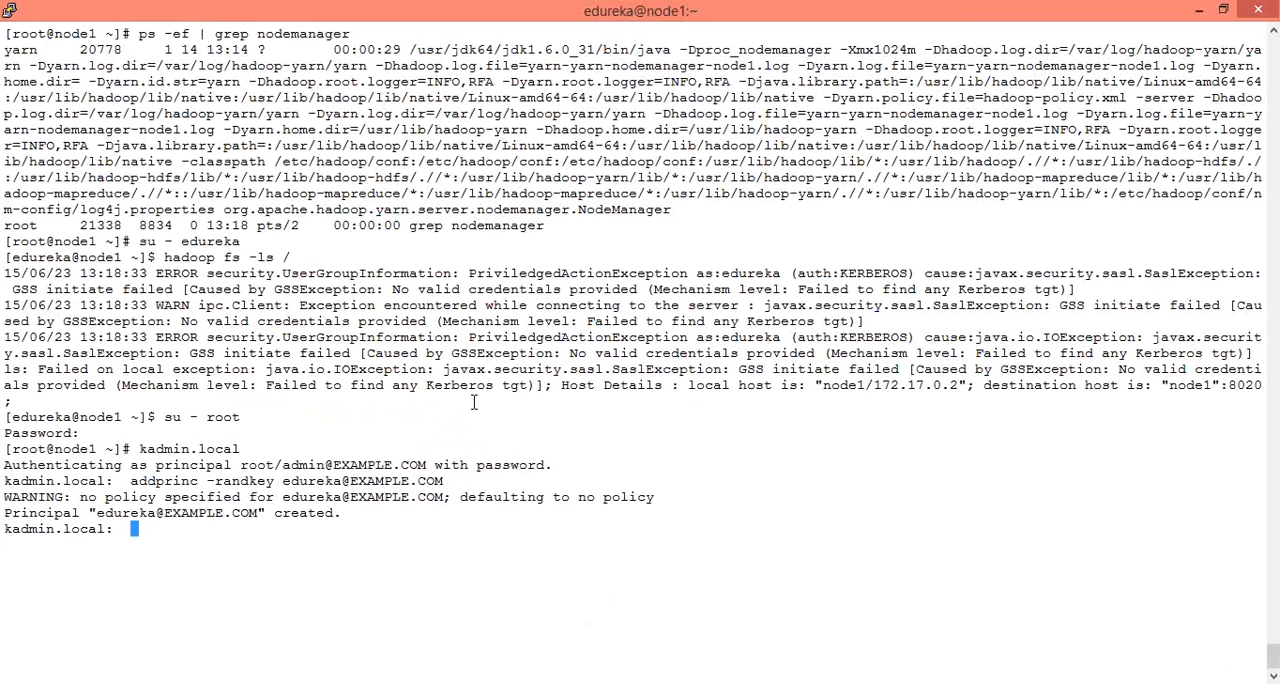 edureka@node1:~
[root@node1 ~]# ps -ef | grep nodemanager
yarn     20778     1 14 13:14 ?        00:00:29 /usr/jdk64/jdk1.6.0_31/bin/java -Dproc_nodemanager -Xmx1024m -Dhadoop.log.dir=/var/log/hadoop-yarn/ya
rn -Dyarn.log.dir=/var/log/hadoop-yarn/yarn -Dhadoop.log.file=yarn-yarn-nodemanager-node1.log -Dyarn.log.file=yarn-yarn-nodemanager-node1.log -Dyarn.
home.dir= -Dyarn.id.str=yarn -Dhadoop.root.logger=INFO,RFA -Dyarn.root.logger=INFO,RFA -Djava.library.path=:/usr/lib/hadoop/lib/native/Linux-amd64-64
:/usr/lib/hadoop/lib/native:/usr/lib/hadoop/lib/native/Linux-amd64-64:/usr/lib/hadoop/lib/native -Dyarn.policy.file=hadoop-policy.xml -server -Dhadoo
p.log.dir=/var/log/hadoop-yarn/yarn -Dyarn.log.dir=/var/log/hadoop-yarn/yarn -Dhadoop.log.file=yarn-yarn-nodemanager-node1.log -Dyarn.log.file=yarn-y
arn-nodemanager-node1.log -Dyarn.home.dir=/usr/lib/hadoop-yarn -Dhadoop.home.dir=/usr/lib/hadoop -Dhadoop.root.logger=INFO,RFA -Dyarn.root.logge
r=INFO,RFA -Djava.library.path=:/usr/lib/hadoop/lib/native/Linux-amd64-64:/usr/lib/hadoop/lib/native:/usr/lib/hadoop/lib/native/Linux-amd64-64:/usr/l
ib/hadoop/lib/native -classpath /etc/hadoop/conf:/etc/hadoop/conf:/etc/hadoop/conf:/usr/lib/hadoop/lib/*:/usr/lib/hadoop/.//*:/usr/lib/hadoop-hdfs/./
:/usr/lib/hadoop-hdfs/lib/*:/usr/lib/hadoop-hdfs/.//*:/usr/lib/hadoop-yarn/lib/*:/usr/lib/hadoop-yarn/.//*:/usr/lib/hadoop-mapreduce/lib/*:/usr/lib/h
adoop-mapreduce/.//*::/usr/lib/hadoop-mapreduce/*:/usr/lib/hadoop-mapreduce/*:/usr/lib/hadoop-yarn/.//*:/usr/lib/hadoop-yarn/lib/*:/etc/hadoop/conf/n
m-config/log4j.properties org.apache.hadoop.yarn.server.nodemanager.NodeManager
root     21338  8834  0 13:18 pts/2    00:00:00 grep nodemanager
[root@node1 ~]# su - edureka
[edureka@node1 ~]$ hadoop fs -ls /
15/06/23 13:18:33 ERROR security.UserGroupInformation: PriviledgedActionException as:edureka (auth:KERBEROS) cause:javax.security.sasl.SaslException:
 GSS initiate failed [Caused by GSSException: No valid credentials provided (Mechanism level: Failed to find any Kerberos tgt)]
15/06/23 13:18:33 WARN ipc.Client: Exception encountered while connecting to the server : javax.security.sasl.SaslException: GSS initiate failed [Cau
sed by GSSException: No valid credentials provided (Mechanism level: Failed to find any Kerberos tgt)]
15/06/23 13:18:33 ERROR security.UserGroupInformation: PriviledgedActionException as:edureka (auth:KERBEROS) cause:java.io.IOException: javax.securit
y.sasl.SaslException: GSS initiate failed [Caused by GSSException: No valid credentials provided (Mechanism level: Failed to find any Kerberos tgt)]
ls: Failed on local exception: java.io.IOException: javax.security.sasl.SaslException: GSS initiate failed [Caused by GSSException: No valid credenti
als provided (Mechanism level: Failed to find any Kerberos tgt)]; Host Details : local host is: "node1/172.17.0.2"; destination host is: "node1":8020
;
[edureka@node1 ~]$ su - root
Password:
[root@node1 ~]# kadmin.local
Authenticating as principal root/admin@EXAMPLE.COM with password.
kadmin.local:  addprinc -randkey edureka@EXAMPLE.COM
WARNING: no policy specified for edureka@EXAMPLE.COM; defaulting to no policy
Principal "edureka@EXAMPLE.COM" created.
kadmin.local: